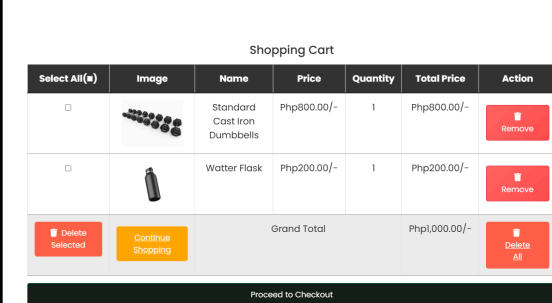 Shopping Cart
Select All(■) Image Name Price Quantity Total Price Action
Standard Php800.00/- 1 Php800.00/-
Cast Iron
Dumbbells
Remove
Watter Flask Php200.00/- 1 Php200.00/-
Remove
Delete Selected
Continue Shopping
Grand Total Php1,000.00/-
Delete All
Proceed to Checkout